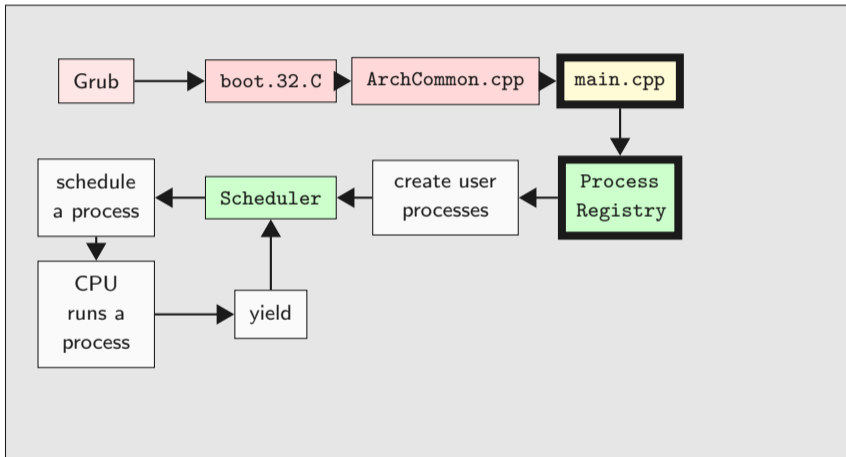 Grub
boot.32.C
ArchCommon.cpp
main.cpp
schedule
a process
Scheduler
create user
processes
Process
Registry
CPU
runs a
process
yield